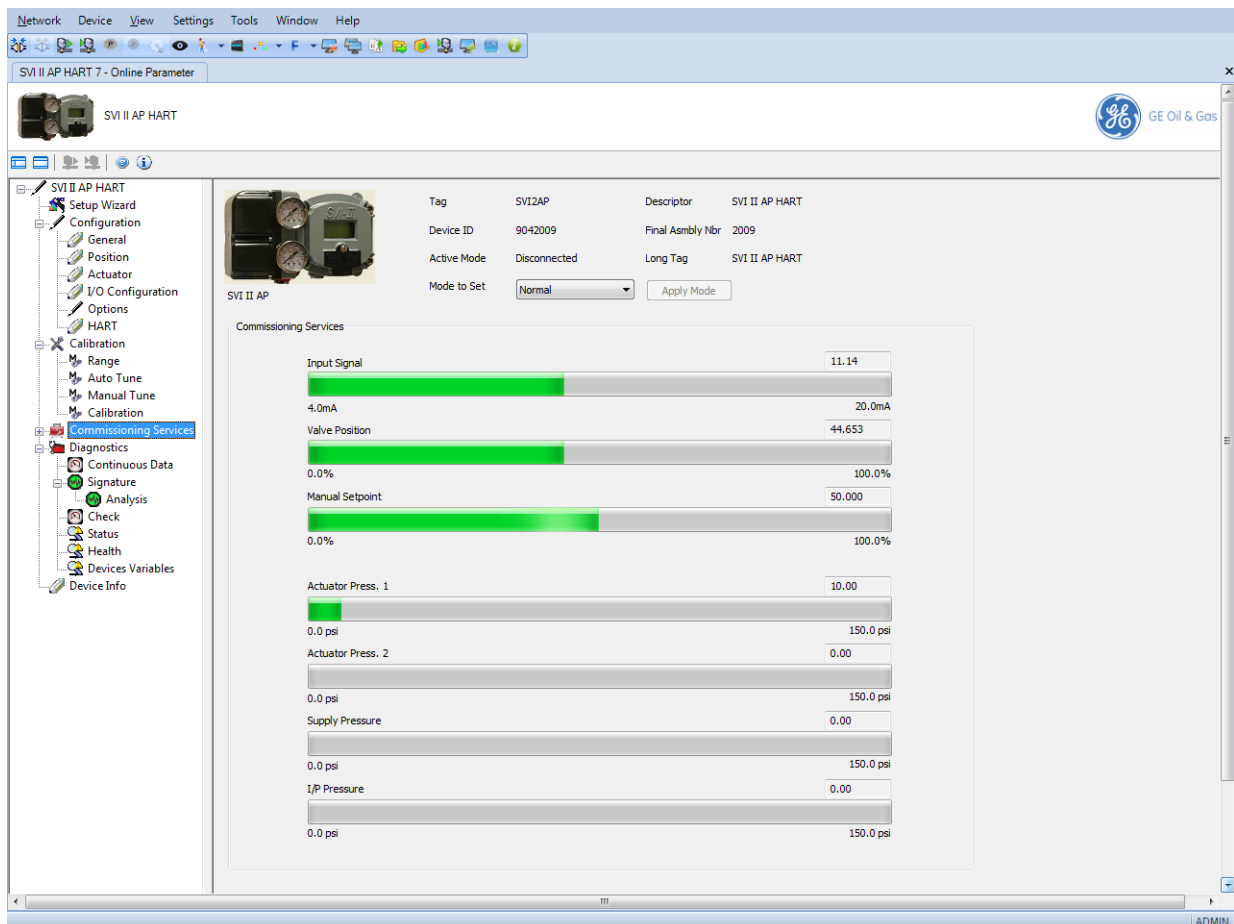 Network Device View Settings Tools Window Help
F
SVI II AP HART 7 - Online Parameter
SVI II AP HART
GE Oil & Gas
SVI II AP HART
Setup Wizard
Configuration
General
Position
Actuator
I/O Configuration
Options
HART
Calibration
Range
Auto Tune
Manual Tune
Calibration
Commissioning Services
Diagnostics
Continuous Data
Signature
Analysis
Check
Status
Health
Devices Variables
Device Info
SVI II AP
Tag SVI2AP Descriptor SVI II AP HART
Device ID 9042009 Final Asmbly Nbr 2009
Active Mode Disconnected Long Tag SVI II AP HART
Mode to Set Normal Apply Mode
Commissioning Services
Input Signal 11.14
4.0mA 20.0mA
Valve Position 44.653
0.0% 100.0%
Manual Setpoint 50.000
0.0% 100.0%
Actuator Press. 1 10.00
0.0 psi 150.0 psi
Actuator Press. 2 0.00
0.0 psi 150.0 psi
Supply Pressure 0.00
0.0 psi 150.0 psi
I/P Pressure 0.00
0.0 psi 150.0 psi
ADMIN